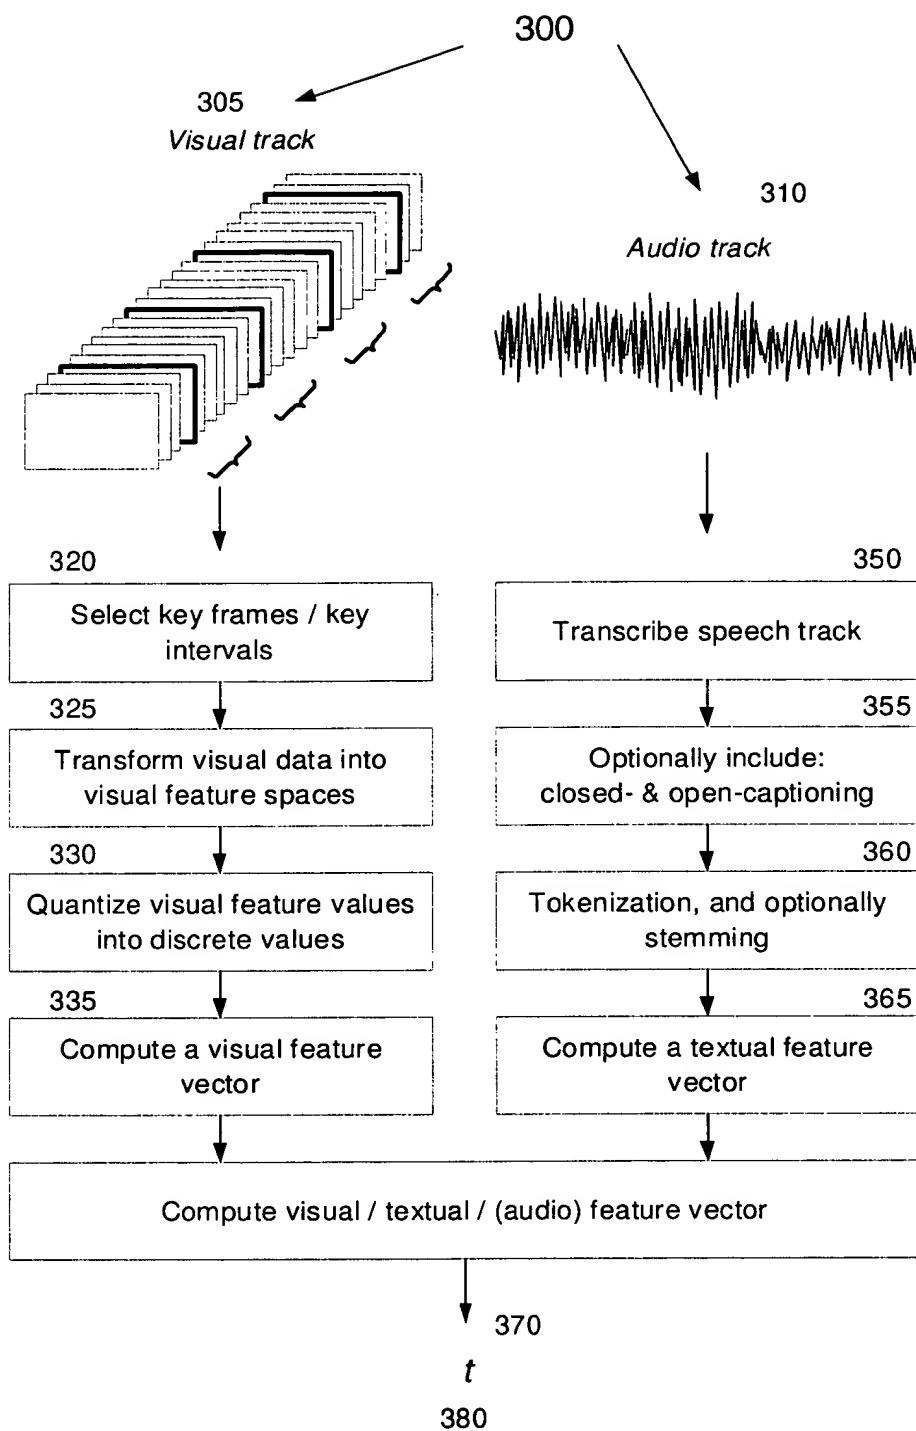 300
305
Visual track
310
Audio track
320
Select key frames / key
intervals
325
Transform visual data into
visual feature spaces
330
Quantize visual feature values
into discrete values
335
Compute a visual feature
vector
350
Transcribe speech track
355
Optionally include:
closed- & open-captioning
360
Tokenization, and optionally
stemming
365
Compute a textual feature
vector
Compute visual / textual / (audio) feature vector
370
t
380